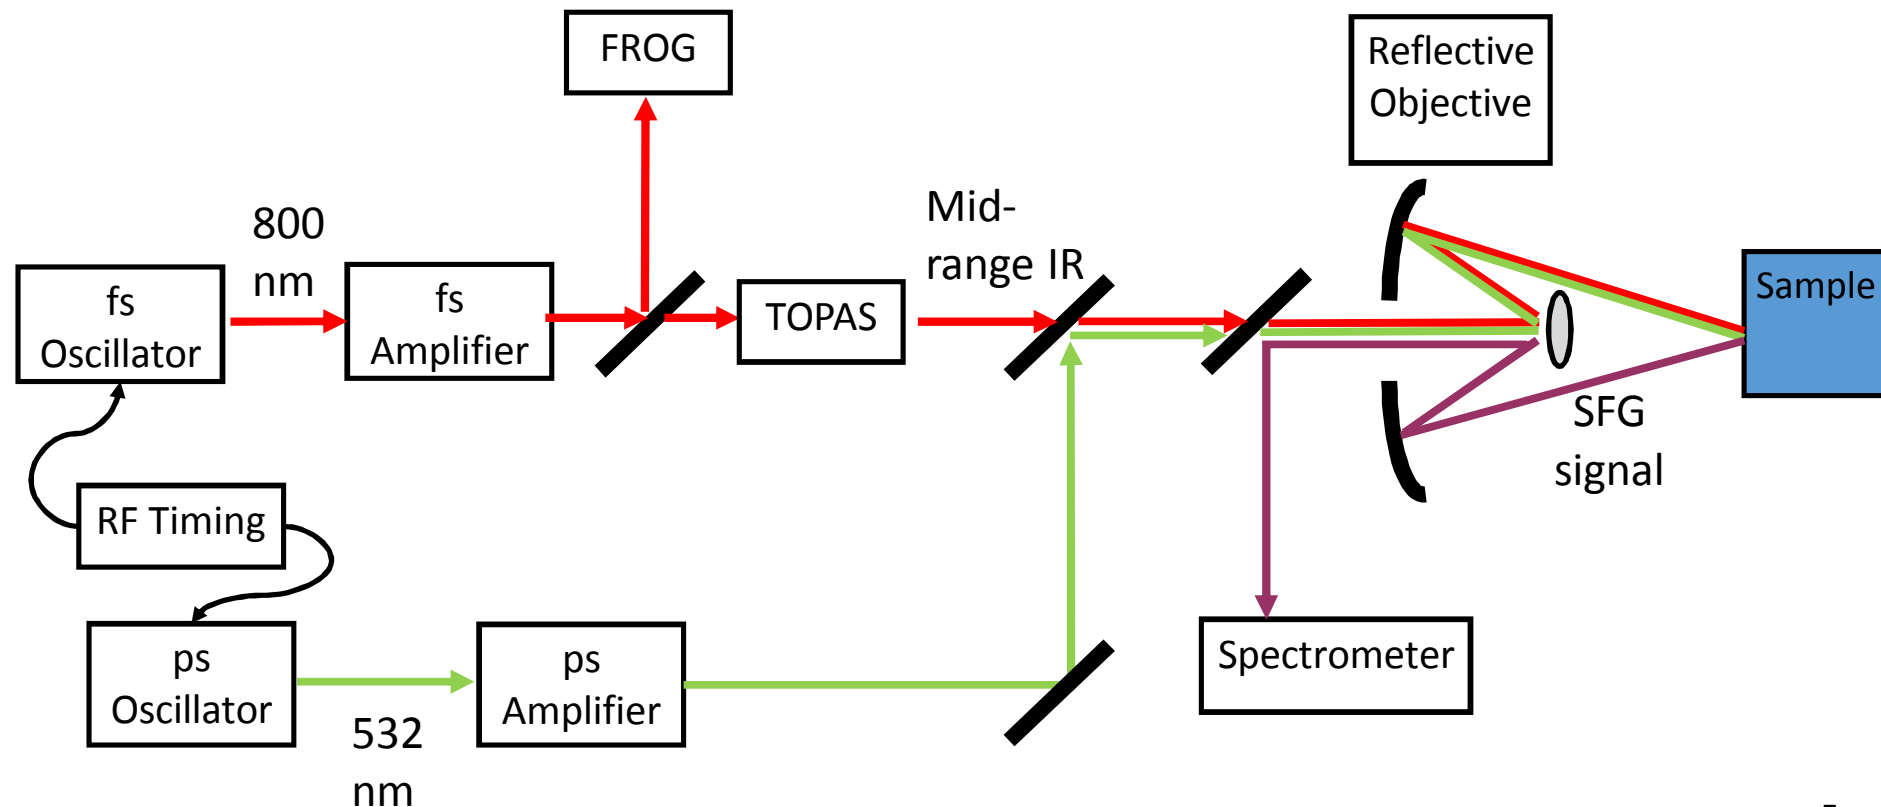 FROG
Reflective
Objective
800
nm
Mid-
range IR
fs
Oscillator
fs
Amplifier
TOPAS
Sample
SFG
signal
RF Timing
ps
Oscillator
532
nm
ps
Amplifier
Spectrometer